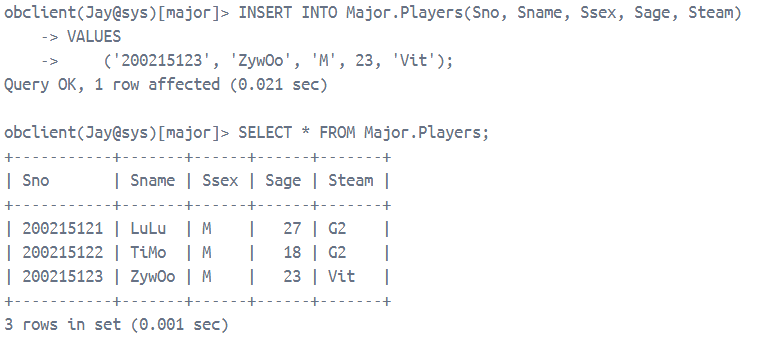 obclient(Jay@sys)[major]> INSERT INTO Major.Players(Sno, Sname, Ssex, Sage, Steam)
    -> VALUES
    ->     ('200215123', 'ZywOo', 'M', 23, 'Vit');
Query OK, 1 row affected (0.021 sec)

obclient(Jay@sys)[major]> SELECT * FROM Major.Players;
+-----------+-------+------+------+-------+
| Sno       | Sname | Ssex | Sage | Steam |
+-----------+-------+------+------+-------+
| 200215121 | LuLu  | M    |   27 | G2    |
| 200215122 | TiMo  | M    |   18 | G2    |
| 200215123 | ZywOo | M    |   23 | Vit   |
+-----------+-------+------+------+-------+
3 rows in set (0.001 sec)